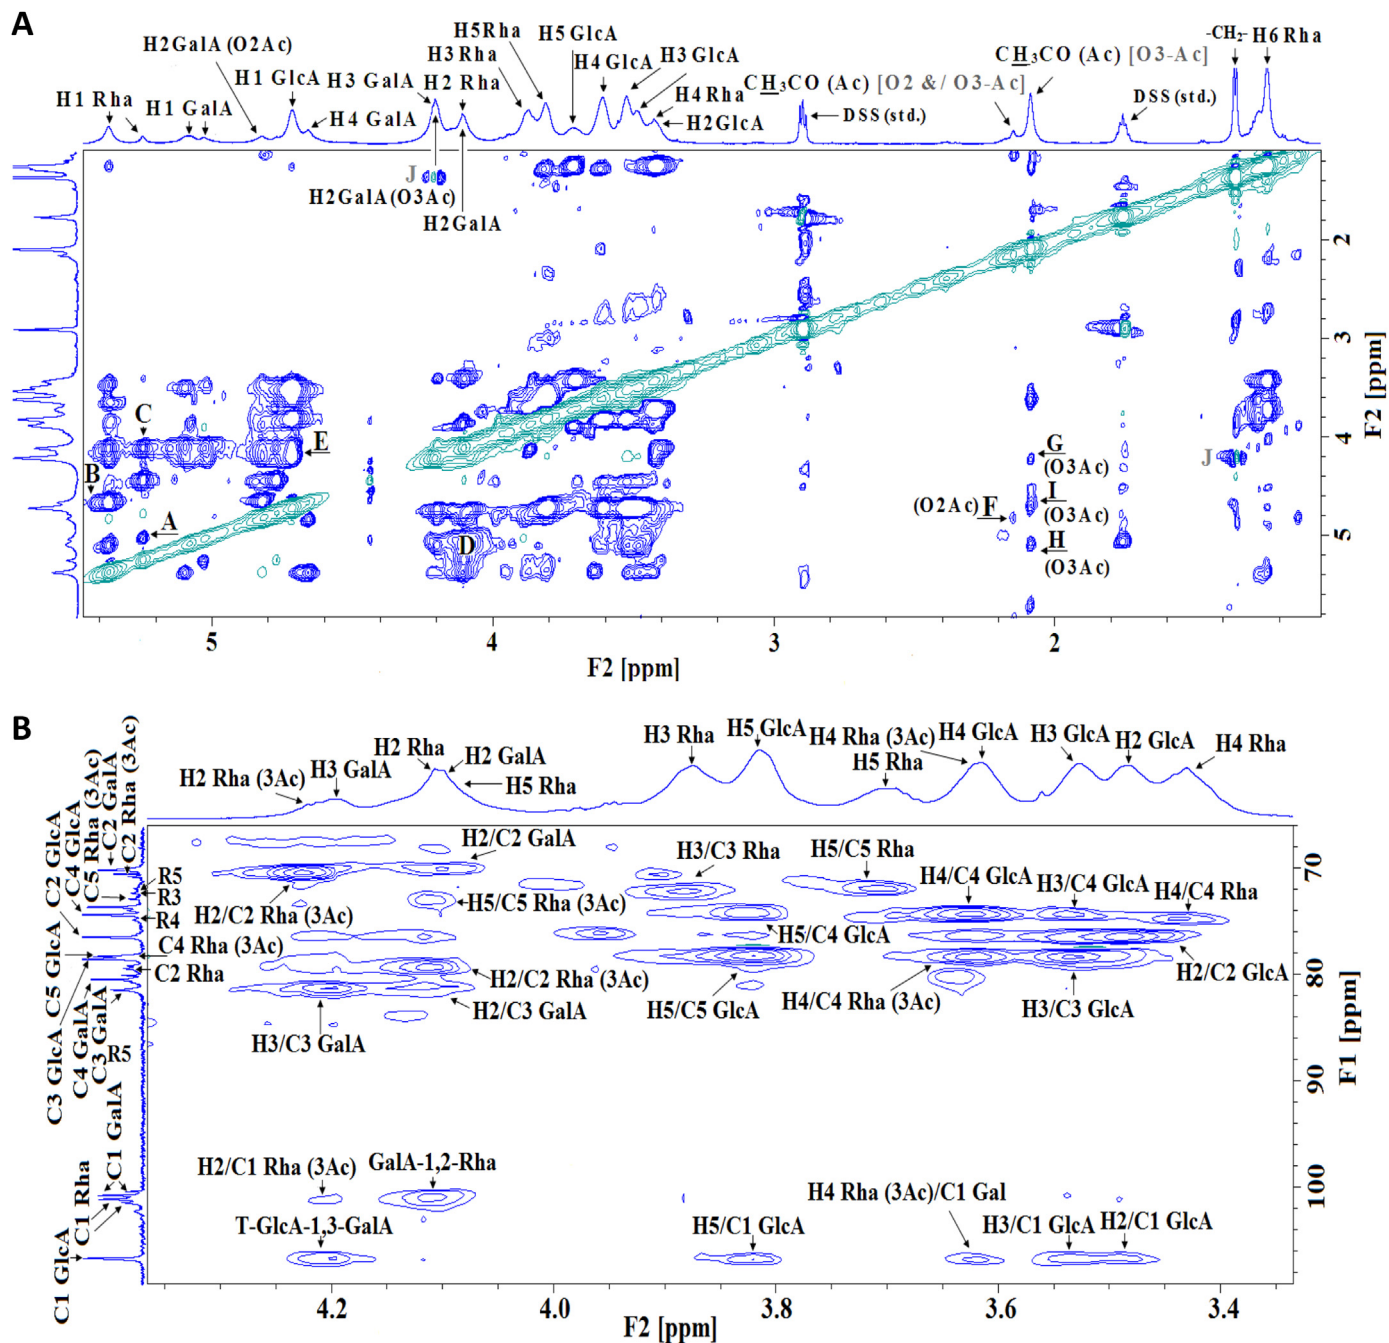 A
H1 Rha
H1 GalA
H2GalA (O2Ac)
H1 GlcA
H4 GalA
H3 GalA
H2 Rha
H3 Rha
H5Rha
H5 GlcA
H4 GlcA
H3 GlcA
H4 Rha
H2GlcA
CH₃CO (Ac) [O2 &/ O3-Ac]
DSS (std.)
CH₃CO (Ac) [O3-Ac]
DSS (std.)
-CH₂-
H6 Rha
J
H2GalA(O3Ac)
H2GalA
C
B
E
A
D
J
G
(O3Ac)
(O2Ac) F
I
(O3Ac)
H
(O3Ac)
2
3
4
5
F2 [ppm]
5
4
3
2
F2 [ppm]
B
H2 Rha (3Ac)
H3 GalA
H2 Rha
H2 GalA
H5 Rha
H3 Rha
H5 GlcA
H4 Rha (3Ac)
H5 Rha
H4 GlcA
H3 GlcA
H2 GlcA
H4 Rha
C2 GlcA
C4 GlcA
C5 Rha (3Ac)
C2 GalA
C2 Rha (3Ac)
R5
R3
R4
C4 Rha (3Ac)
C2 Rha
C3 GlcA
C5 GlcA
C4 GalA
C3 GalA
R5
C1 GlcA
C1 Rha
C1 GalA
H2/C2 GalA
H3/C3 Rha
H5/C5 Rha
H4/C4 GlcA
H3/C4 GlcA
H4/C4 Rha
H2/C2 Rha (3Ac)
H5/C5 Rha (3Ac)
H5/C4 GlcA
H2/C2 Rha (3Ac)
H2/C2 GlcA
H5/C5 GlcA
H4/C4 Rha (3Ac)
H3/C3 GlcA
H2/C3 GalA
H3/C3 GalA
H2/C1 Rha (3Ac)
GalA-1,2-Rha
H4 Rha (3Ac)/C1 Gal
T-GlcA-1,3-GalA
H5/C1 GlcA
H3/C1 GlcA
H2/C1 GlcA
70
80
90
100
F1 [ppm]
4.2
4.0
3.8
3.6
3.4
F2 [ppm]